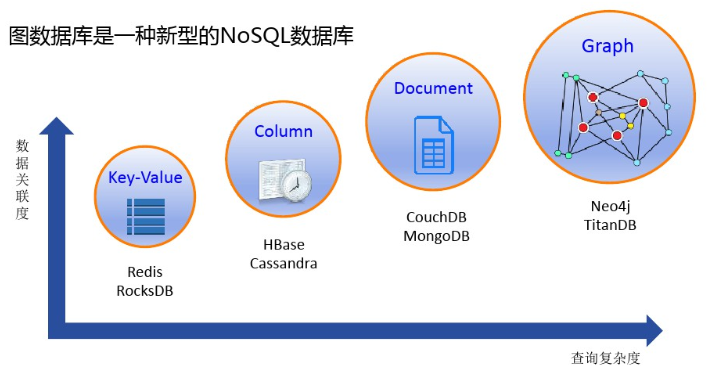 图数据库是一种新型的NoSQL数据库
Graph
Document
Column
Key-Value
数据关联度
Neo4j
TitanDB
CouchDB
MongoDB
HBase
Cassandra
Redis
RocksDB
查询复杂度